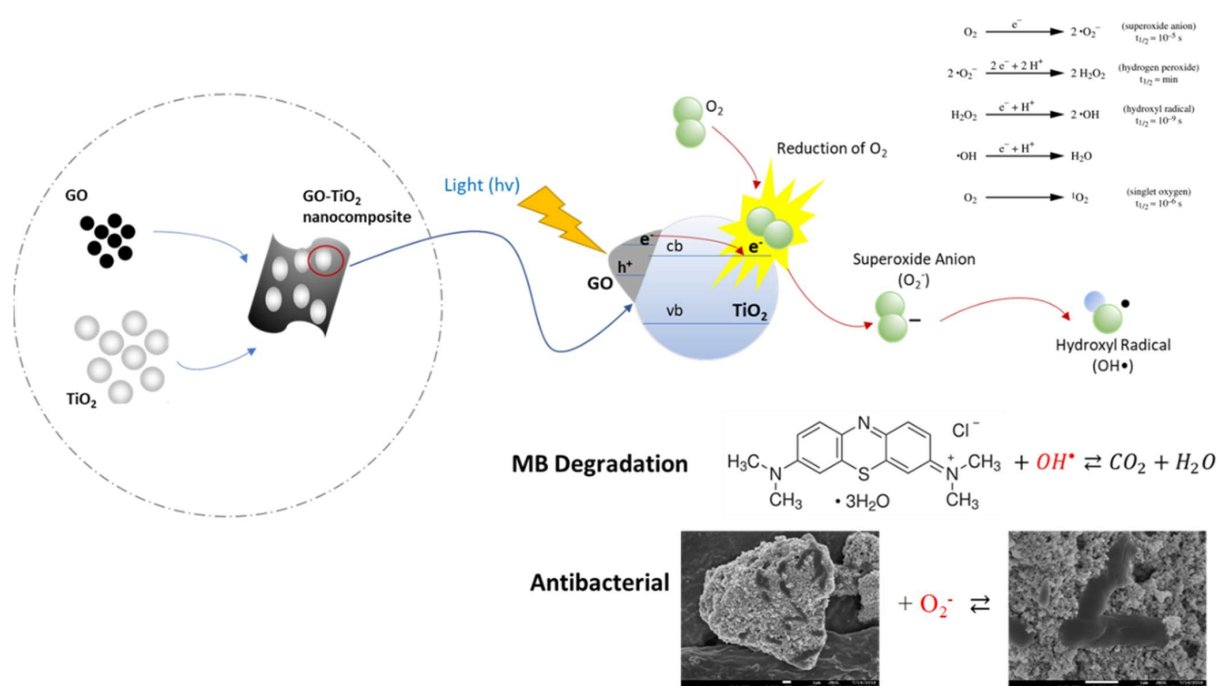 O₂ e⁻ 2 •O₂⁻ (superoxide anion)
t₁/₂ = 10⁻⁵ s
2 •O₂⁻ 2 e⁻ + 2 H⁺ 2 H₂O₂ (hydrogen peroxide)
t₁/₂ = min
H₂O₂ e⁻ + H⁺ 2 •OH (hydroxyl radical)
t₁/₂ = 10⁻⁹ s
•OH e⁻ + H⁺ H₂O
O₂ ¹O₂ (singlet oxygen)
t₁/₂ = 10⁻⁶ s
GO
TiO₂
GO-TiO₂
nanocomposite
Light (hv)
O₂
Reduction of O₂
e⁻
h⁺
GO
cb
e⁻
vb
TiO₂
Superoxide Anion
(O₂⁻)
Hydroxyl Radical
(OH●)
MB Degradation
N
Cl⁻
H₃C
N
CH₃
S
N⁺
CH₃
CH₃
• 3H₂O
+ OH• ⇄ CO₂ + H₂O
Antibacterial
+ O₂⁻ ⇄